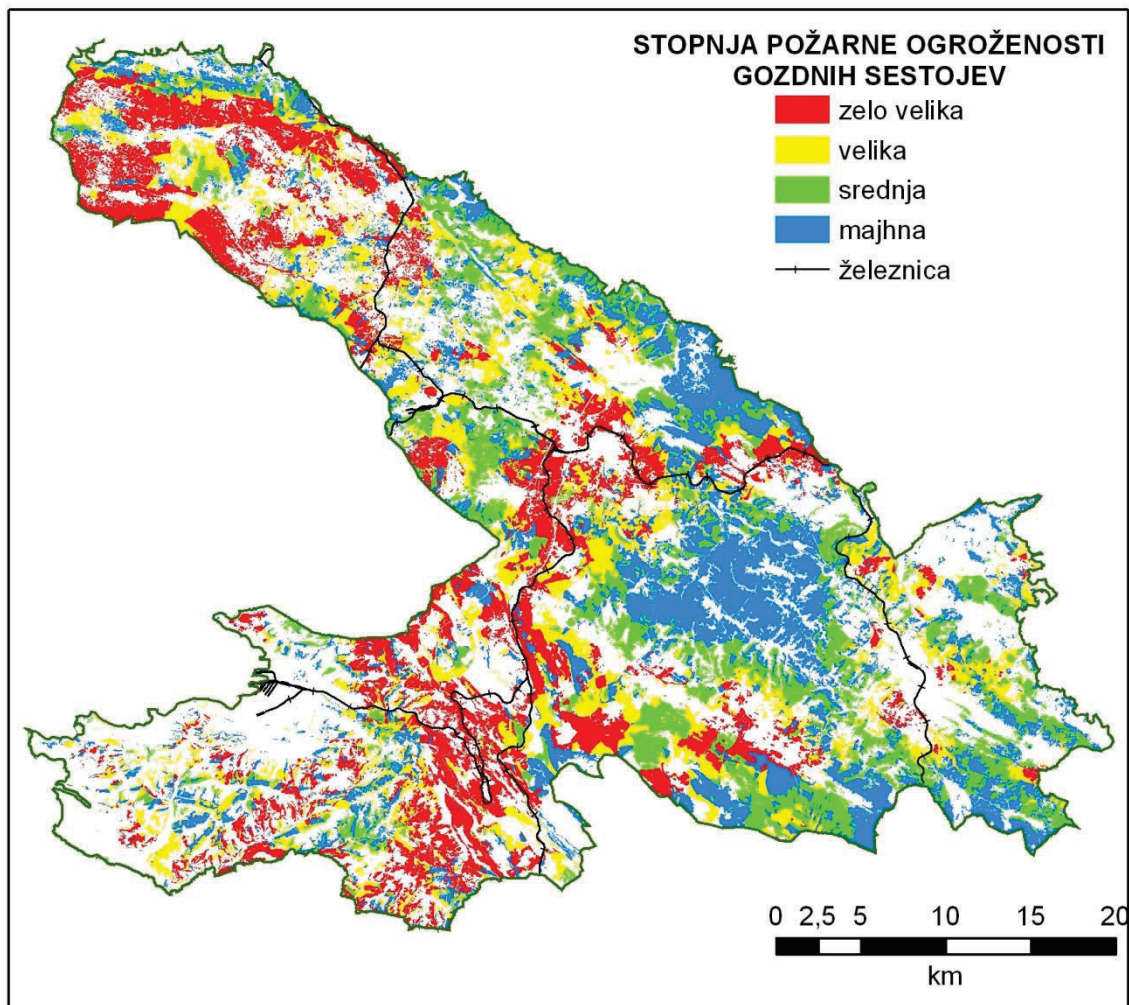 STOPNJA POŽARNE OGROŽENOSTI
GOZDNIH SESTOJEV
zelo velika
velika
srednja
majhna
železnica
0 2,5 5 10 15 20
km